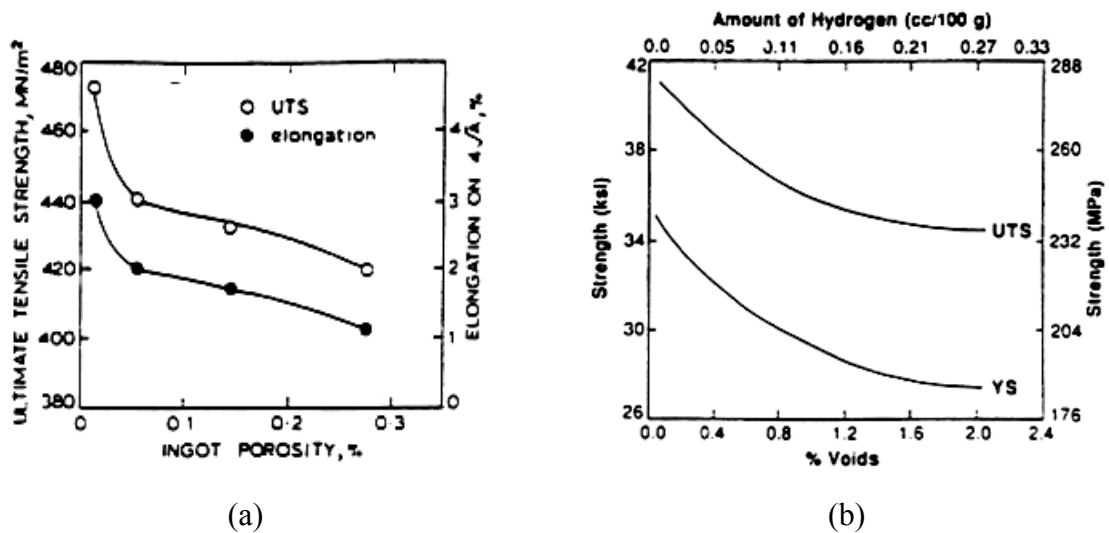 ULTIMATE TENSILE STRENGTH, MN/m²
480
460
440
420
400
380
UTS
elongation
4
3
2
1
0
ELONGATION ON 4√A, %
0 0·1 0·2 0·3
INGOT POROSITY, %
(a)
Amount of Hydrogen (cc/100 g)
0.0 0.05 0.11 0.16 0.21 0.27 0.33
Strength (ksi)
42
38
34
30
26
UTS
YS
288
260
232
204
176
Strength (MPa)
0.0 0.4 0.8 1.2 1.6 2.0 2.4
% Voids
(b)